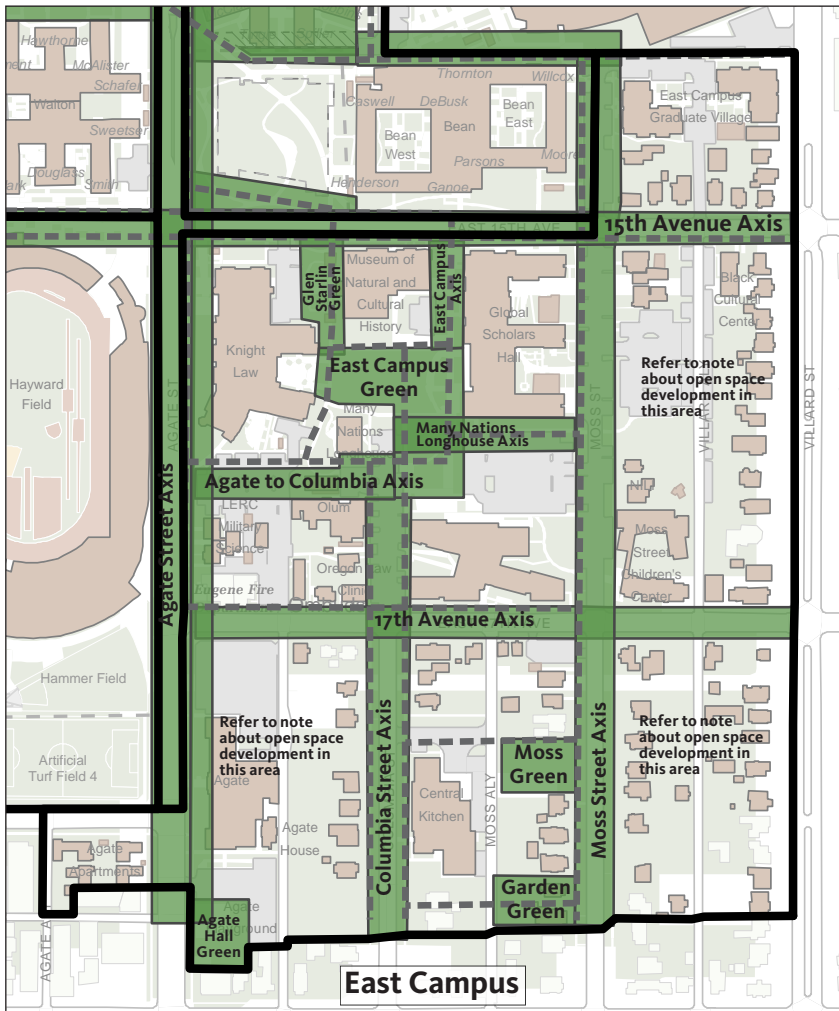 Hawthorne
McAlister
Schafer
Walton
Sweetser
Douglass
Smith
Thornton
Willcox
Caswell
DeBusk
Bean
East
Bean
Bean
West
Parsons
Moore
Henderson
Ganoe
East Campus
Graduate Village
EAST 15TH AVE
15th Avenue Axis
Glen
Starlin
Green
Museum of
Natural and
Cultural
History
East Campus
Axis
Global
Scholars
Hall
Black
Cultural
Center
Knight
Law
East Campus
Green
Refer to note
about open space
development in
this area
Hayward
Field
AGATE ST
MOSS ST
VILLARD ST
Many
Nations
Many Nations
Longhouse Axis
Agate to Columbia Axis
Agate Street Axis
LERC
Military
Science
Olum
Oregon Law
Clinic
Eugene Fire
Moss
Street
Children's
Center
17th Avenue Axis
Hammer Field
Artificial
Turf Field 4
Refer to note
about open space
development in
this area
Agate
Agate
House
Columbia Street Axis
Central
Kitchen
MOSS ALY
Moss
Green
Moss Street Axis
Refer to note
about open space
development in
this area
Agate
Apartments
Garden
Green
Agate
Agate
Hall
Green
East Campus